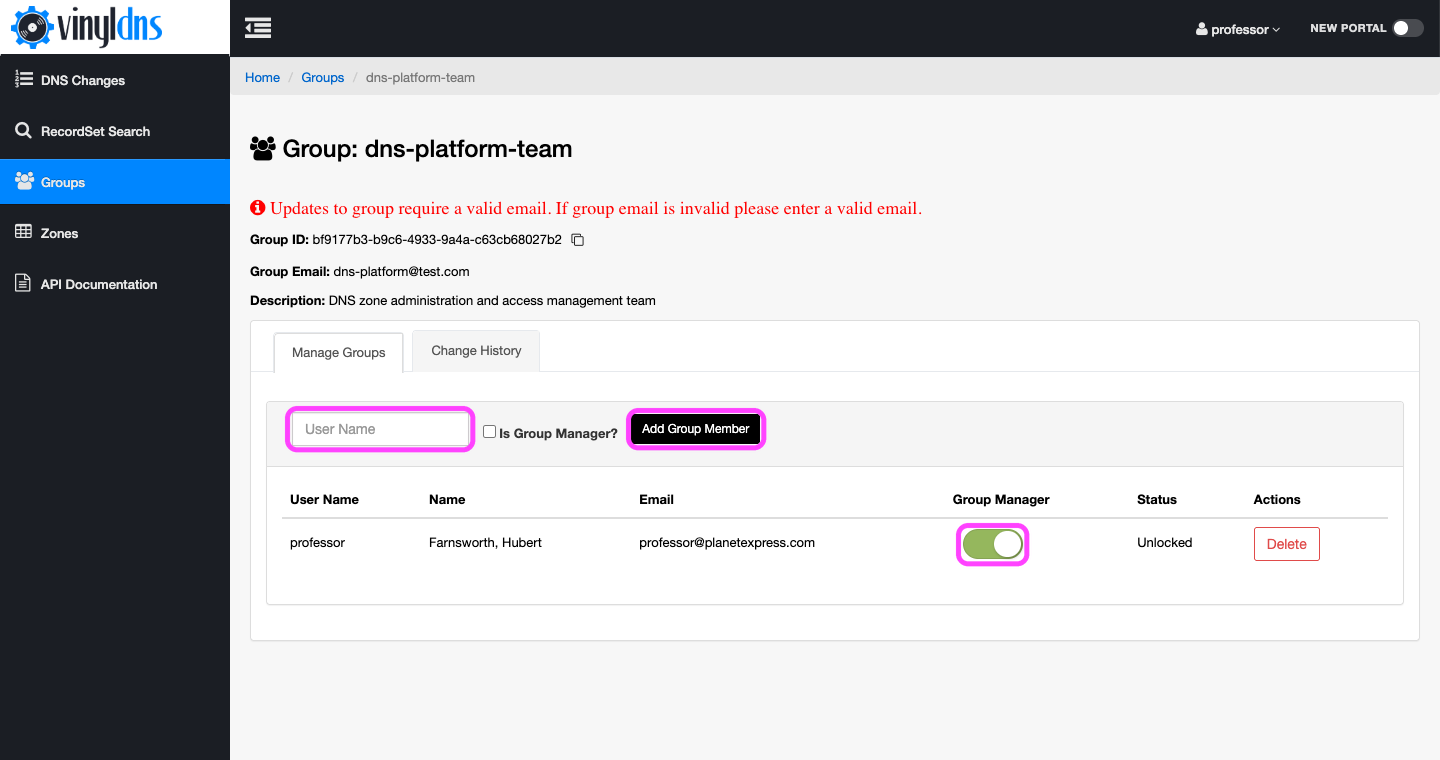 vinyldns
professor
NEW PORTAL
DNS Changes
RecordSet Search
Groups
Zones
API Documentation
Home / Groups / dns-platform-team
Group: dns-platform-team
Updates to group require a valid email. If group email is invalid please enter a valid email.
Group ID: bf9177b3-b9c6-4933-9a4a-c63cb68027b2
Group Email: dns-platform@test.com
Description: DNS zone administration and access management team
Manage Groups Change History
User Name Is Group Manager? Add Group Member
User Name Name Email Group Manager Status Actions
professor Farnsworth, Hubert professor@planetexpress.com Unlocked Delete